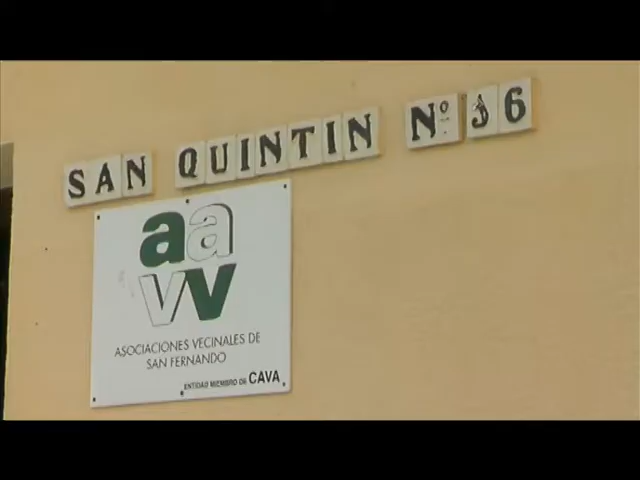 SAN QUINTIN Nº 36
aa
vv
ASOCIACIONES VECINALES DE
SAN FERNANDO
ENTIDAD MIEMBRO DE CAVA